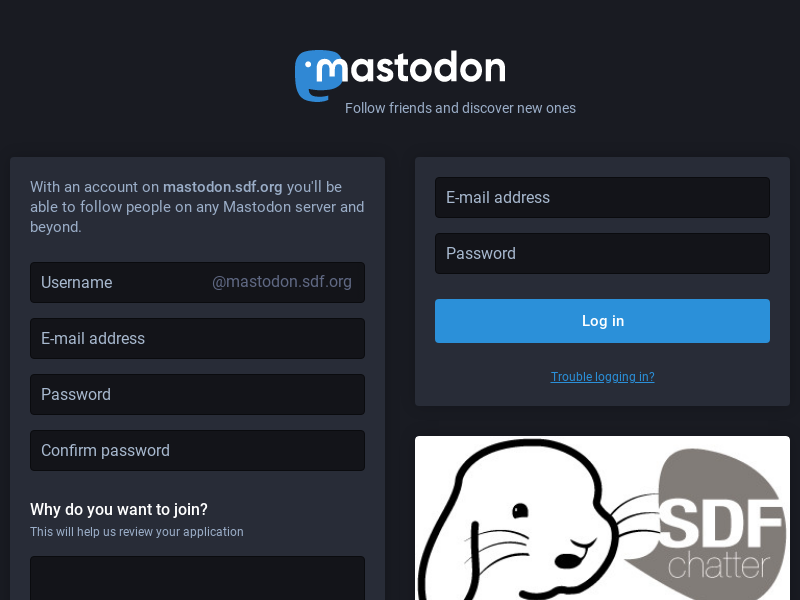 mastodon
Follow friends and discover new ones
With an account on mastodon.sdf.org you'll be
able to follow people on any Mastodon server and
beyond.
Username @mastodon.sdf.org
E-mail address
Password
Confirm password
Why do you want to join?
This will help us review your application
E-mail address
Password
Log in
Trouble logging in?
SDF
chatter